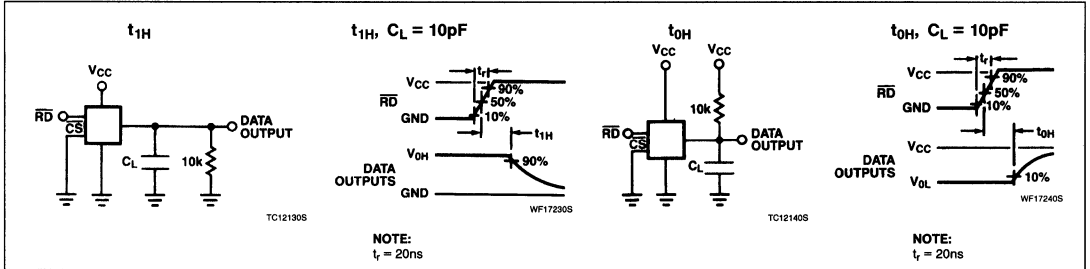 t1H
VCC
RD
CS
DATA
OUTPUT
CL
10k
TC12130S
t1H, CL = 10pF
tr
VCC
90%
50%
10%
RD
GND
t1H
VOH
90%
DATA
OUTPUTS
GND
WF17230S
NOTE:
tr = 20ns
t0H
VCC
VCC
10k
RD
CS
DATA
OUTPUT
CL
TC12140S
t0H, CL = 10pF
tr
VCC
90%
50%
10%
RD
GND
t0H
VCC
DATA
OUTPUTS
VOL
10%
WF17240S
NOTE:
tr = 20ns